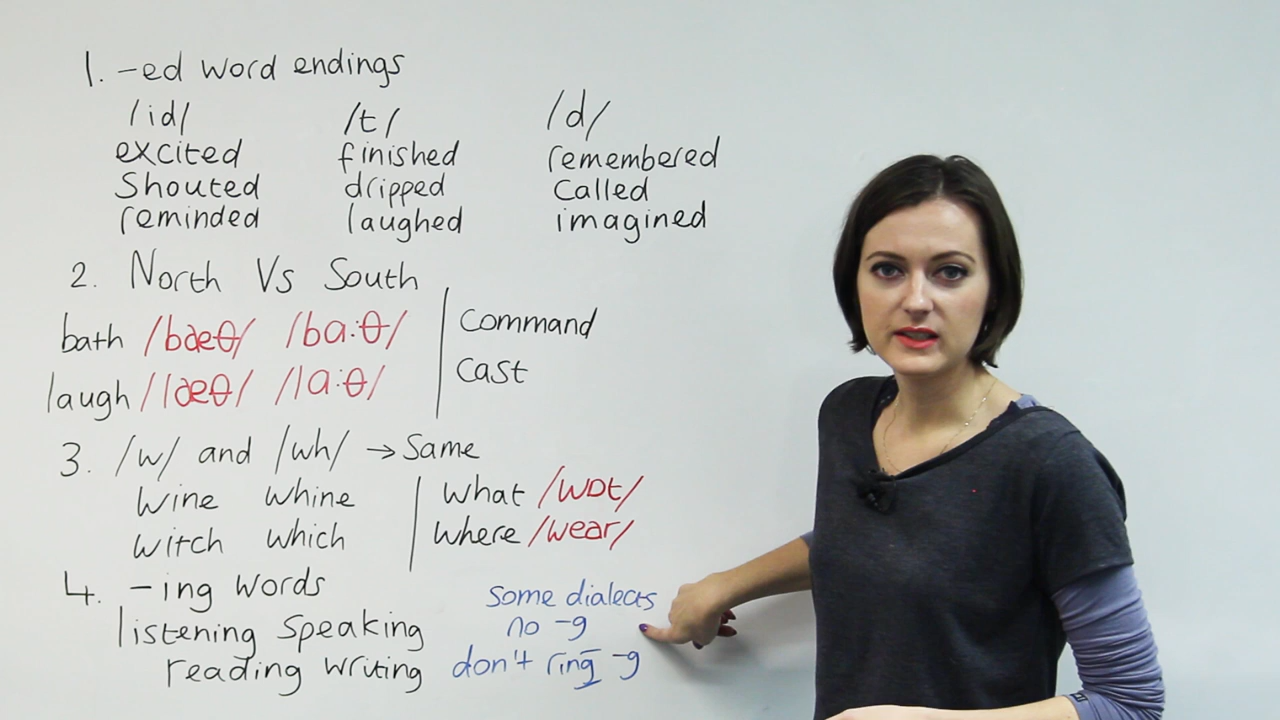 1. -ed word endings
/id/ /t/ /d/
excited finished remembered
Shouted dripped called
reminded laughed imagined
2. North Vs South
bath /bæθ/ /ba:θ/ command
laugh /læθ/ /la:θ/ cast
3. /w/ and /wh/ → Same
Wine Whine What /wɒt/
Witch Which Where /wear/
4. -ing words
listening speaking some dialects
no -g
reading writing don't ring -g